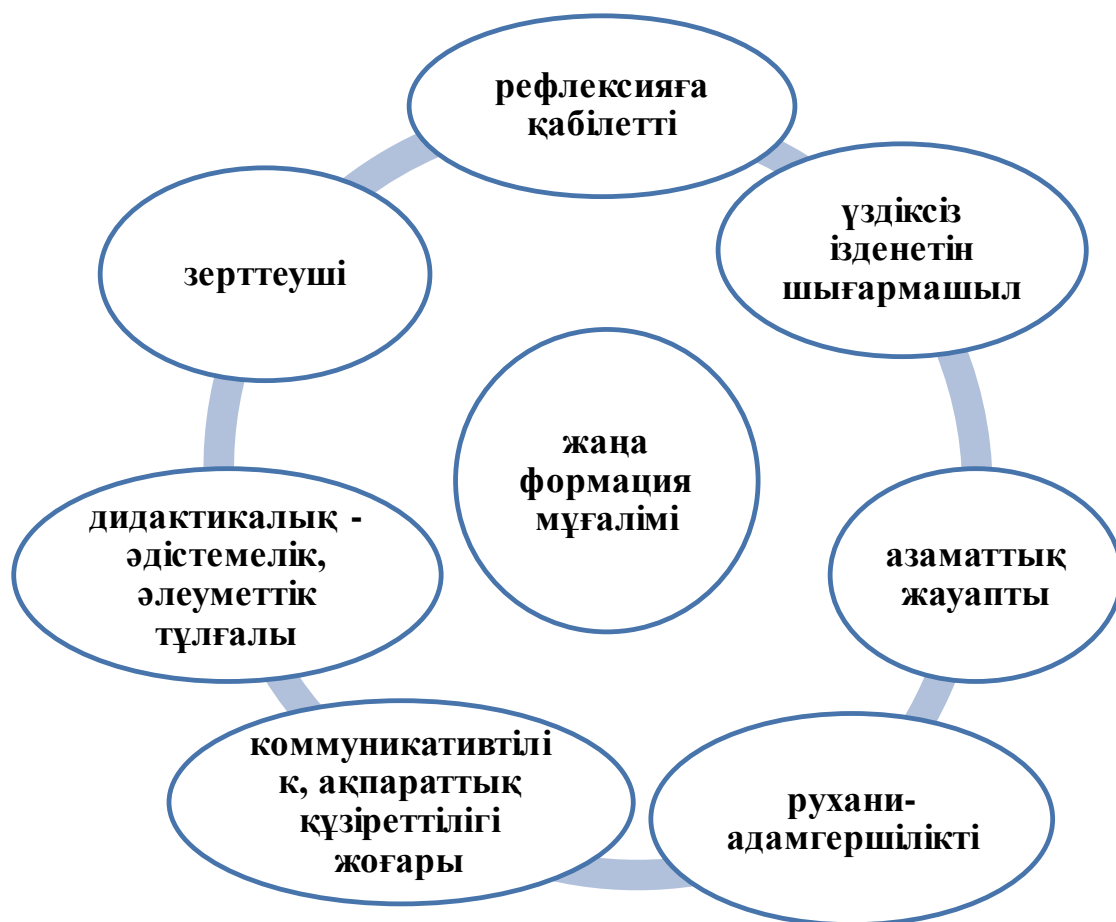 рефлексияға
қабілетті
үздіксіз
ізденетін
шығармашыл
зерттеуші
жаңа
формация
мұғалімі
дидактикалық -
әдістемелік,
әлеуметтік
тұлғалы
азаматтық
жауапты
коммуникативтілі
к, ақпараттық
құзіреттілігі
жоғары
рухани-
адамгершілікті